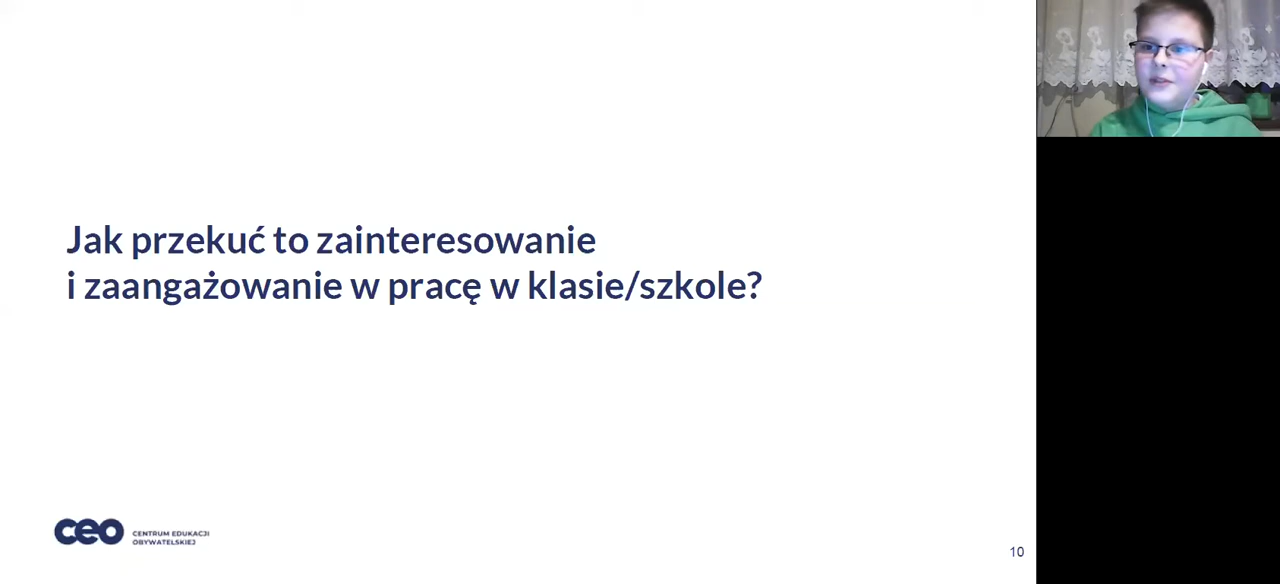 Jak przekuć to zainteresowanie
i zaangażowanie w pracę w klasie/szkole?
ceo
CENTRUM EDUKACJI
OBYWATELSKIEJ
10